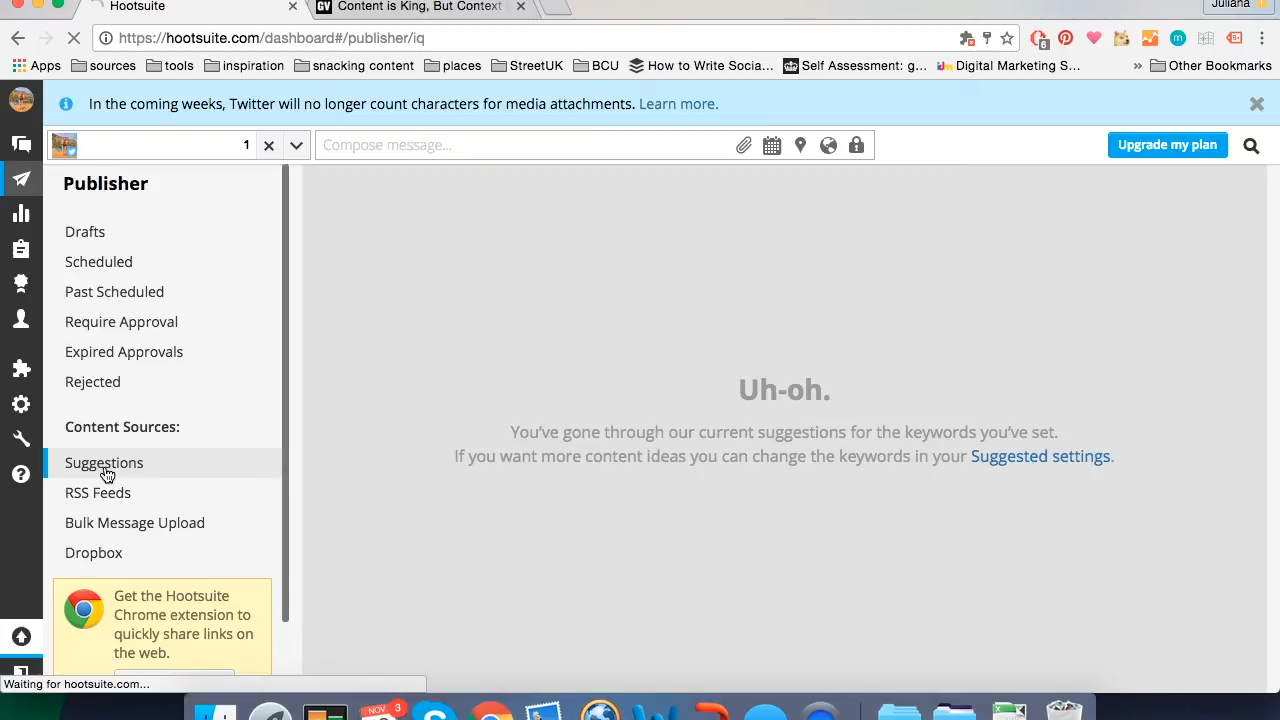 Hootsuite
GV Content is King, But Context
Juliana
https://hootsuite.com/dashboard#/publisher/iq
6
Apps sources tools inspiration snacking content places StreetUK BCU How to Write Socia... Self Assessment: g... Digital Marketing S... » Other Bookmarks
In the coming weeks, Twitter will no longer count characters for media attachments. Learn more.
1
Compose message...
Upgrade my plan
Publisher
Drafts
Scheduled
Past Scheduled
Require Approval
Expired Approvals
Rejected
Content Sources:
Suggestions
RSS Feeds
Bulk Message Upload
Dropbox
Get the Hootsuite
Chrome extension to
quickly share links on
the web.
Uh-oh.
You've gone through our current suggestions for the keywords you've set.
If you want more content ideas you can change the keywords in your Suggested settings.
Waiting for hootsuite.com...
NOV 3